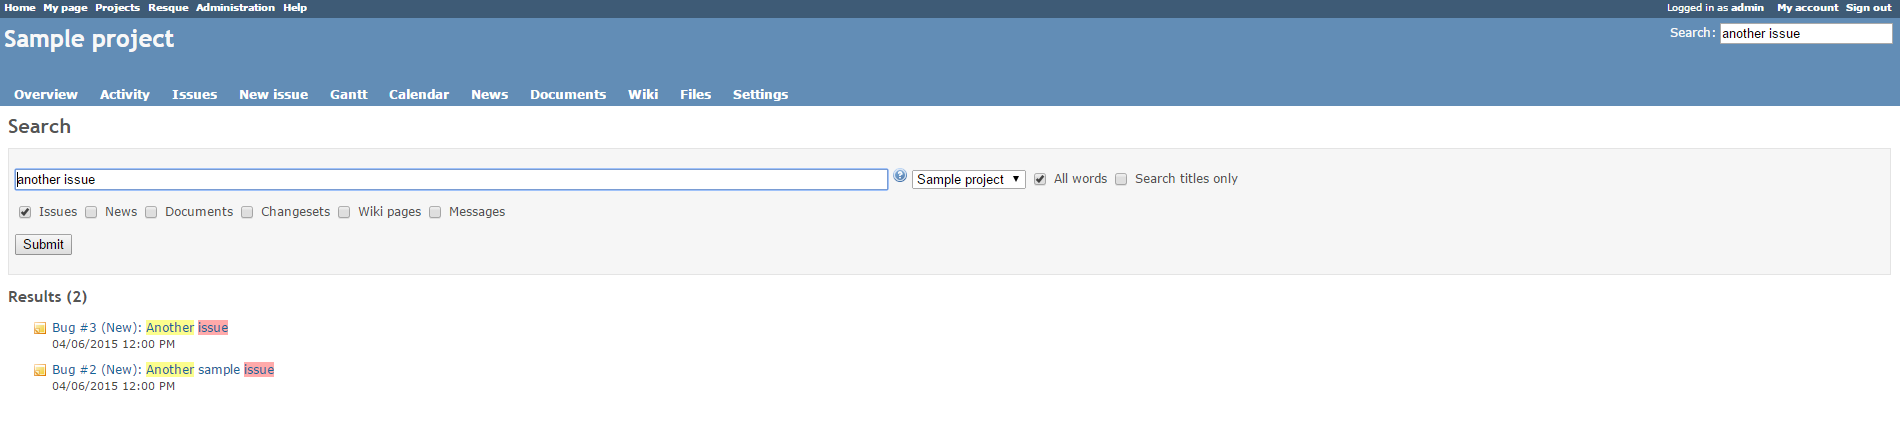 Home My page Projects Resque Administration Help Logged in as admin My account Sign out
Sample project Search: another issue
Overview Activity Issues New issue Gantt Calendar News Documents Wiki Files Settings
Search
another issue ? Sample project ▼ All words Search titles only
Issues News Documents Changesets Wiki pages Messages
Submit
Results (2)
Bug #3 (New): Another issue
04/06/2015 12:00 PM
Bug #2 (New): Another sample issue
04/06/2015 12:00 PM